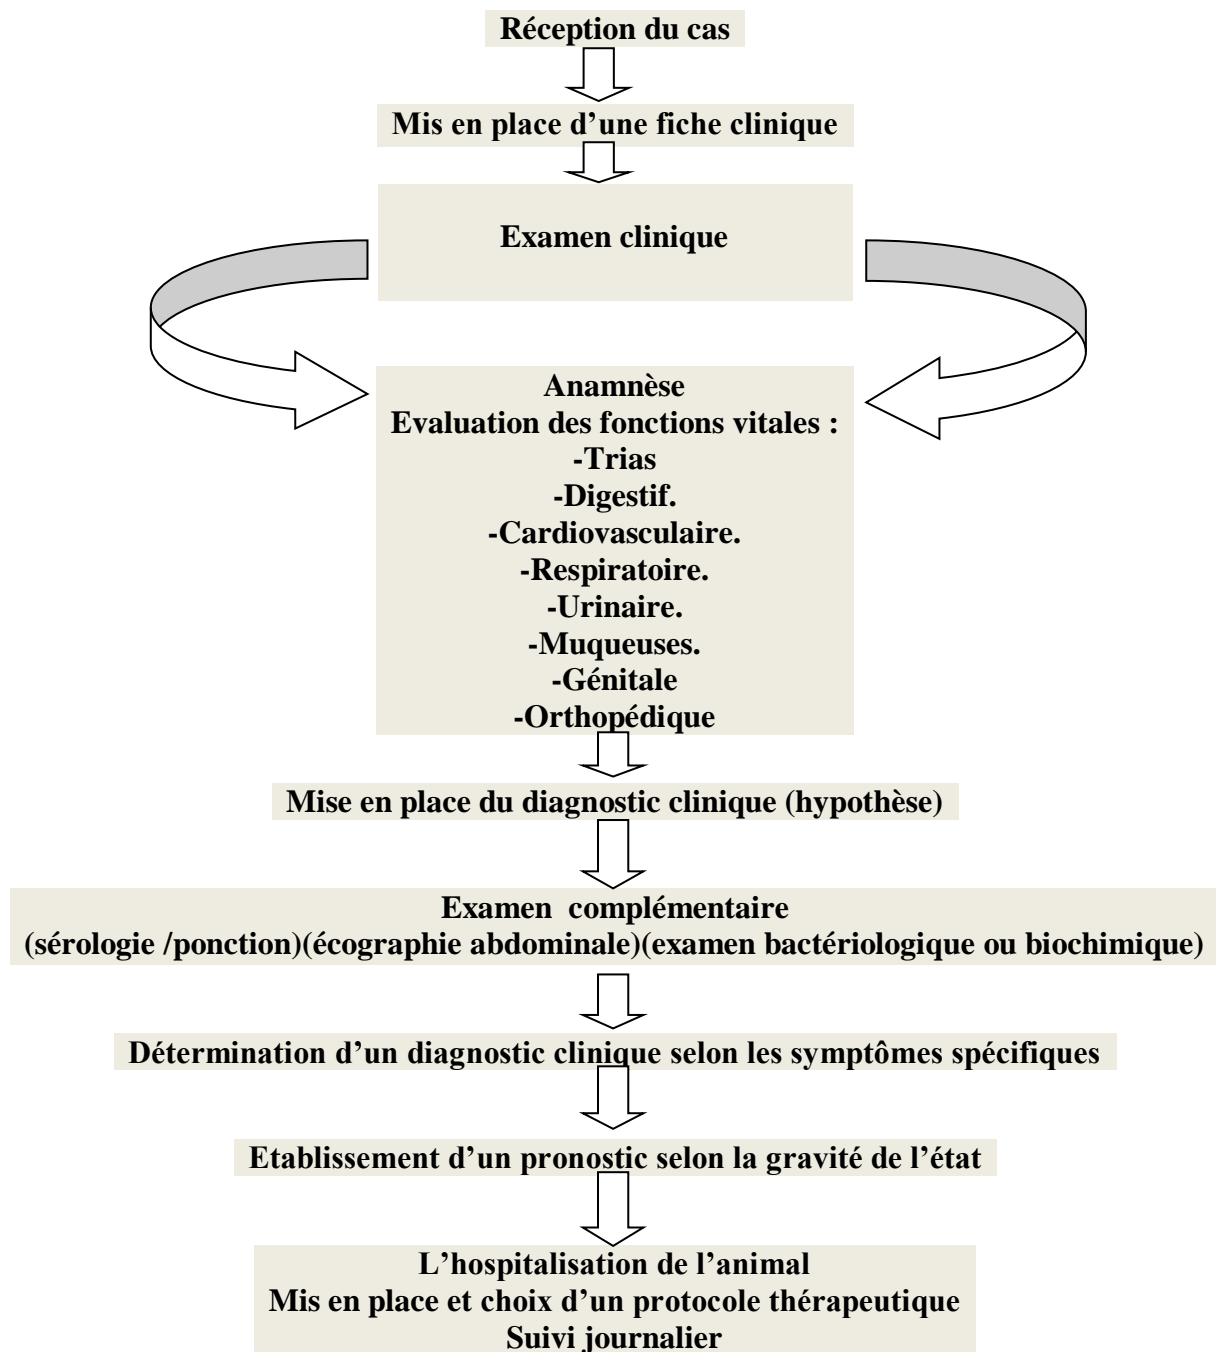 Réception du cas
Mis en place d’une fiche clinique
Examen clinique
Anamnèse
Evaluation des fonctions vitales :
-Trias
-Digestif.
-Cardiovasculaire.
-Respiratoire.
-Urinaire.
-Muqueuses.
-Génitale
-Orthopédique
Mise en place du diagnostic clinique (hypothèse)
Examen  complémentaire
(sérologie /ponction)(écographie abdominale)(examen bactériologique ou biochimique)
Détermination d’un diagnostic clinique selon les symptômes spécifiques
Etablissement d’un pronostic selon la gravité de l’état
L’hospitalisation de l’animal
Mis en place et choix d’un protocole thérapeutique
Suivi journalier